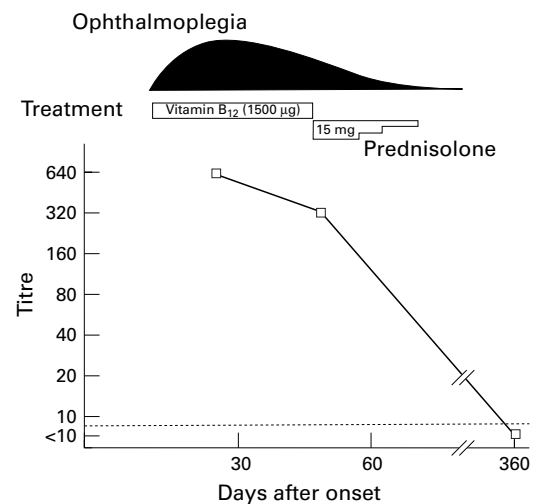 Ophthalmoplegia
Treatment
Vitamin B12 (1500 µg)
15 mg
Prednisolone
640
320
160
80
40
20
10
<10
Titre
30
60
360
Days after onset